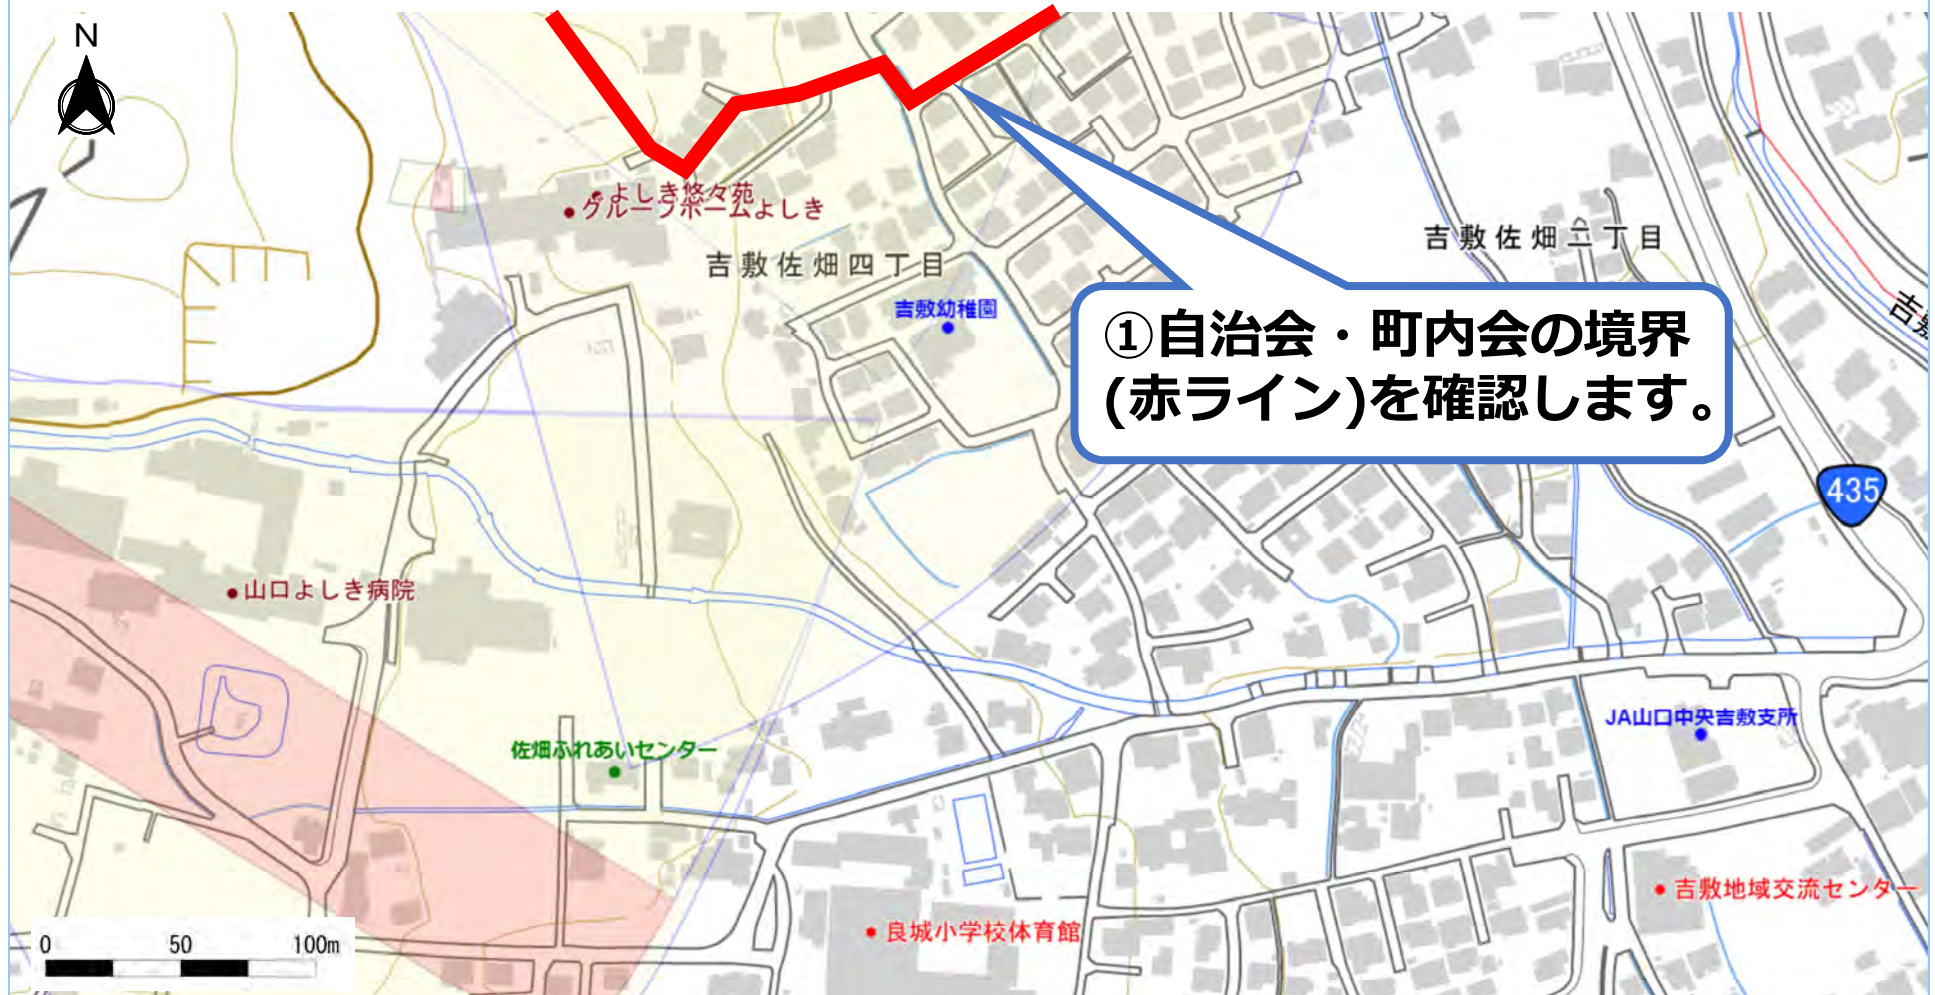 N
よしき悠々苑
グループホームよしき
吉敷佐畑四丁目
吉敷佐畑三丁目
吉敷幼稚園
①自治会・町内会の境界
(赤ライン)を確認します。
435
山口よしき病院
佐畑ふれあいセンター
JA山口中央吉敷支所
吉敷地域交流センター
良城小学校体育館
0 50 100m